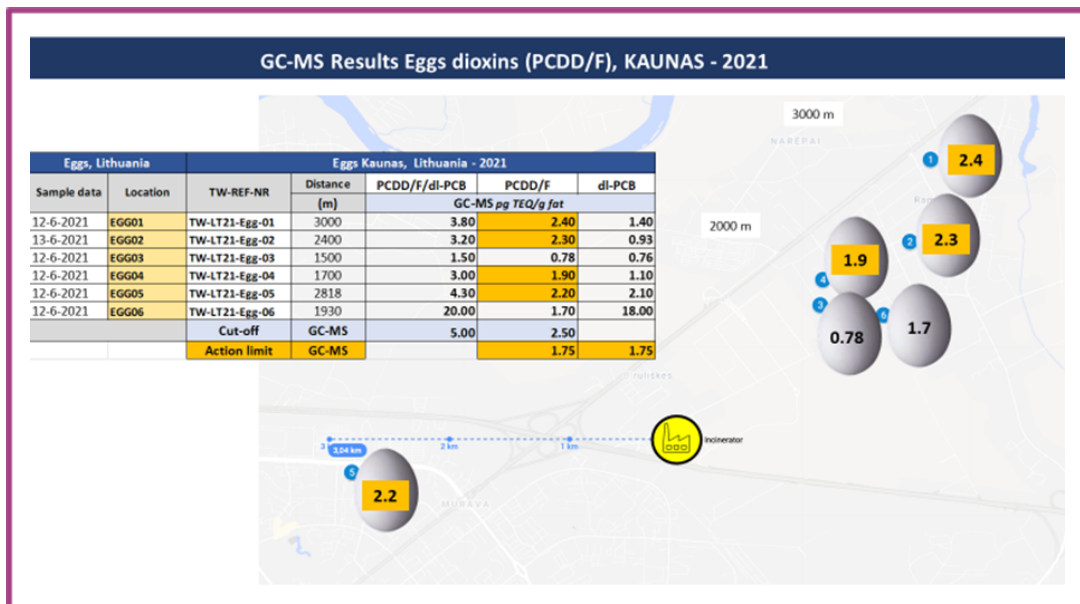 GC-MS Results Eggs dioxins (PCDD/F), KAUNAS - 2021
3000 m
NAREPAI
1 2.4
Eggs, Lithuania Eggs Kaunas, Lithuania - 2021
Sample data Location TW-REF-NR Distance PCDD/F/dl-PCB PCDD/F dl-PCB
(m) GC-MS pg TEQ/g fat
12-6-2021 EGG01 TW-LT21-Egg-01 3000 3.80 2.40 1.40
13-6-2021 EGG02 TW-LT21-Egg-02 2400 3.20 2.30 0.93
12-6-2021 EGG03 TW-LT21-Egg-03 1500 1.50 0.78 0.76
12-6-2021 EGG04 TW-LT21-Egg-04 1700 3.00 1.90 1.10
12-6-2021 EGG05 TW-LT21-Egg-05 2818 4.30 2.20 2.10
12-6-2021 EGG06 TW-LT21-Egg-06 1930 20.00 1.70 18.00
Cut-off GC-MS 5.00 2.50
Action limit GC-MS 1.75 1.75
2000 m
2 2.3
4 1.9
3 0.78
6 1.7
3,04 km 2 km 1 km Incinerator
5 2.2
MURAVA